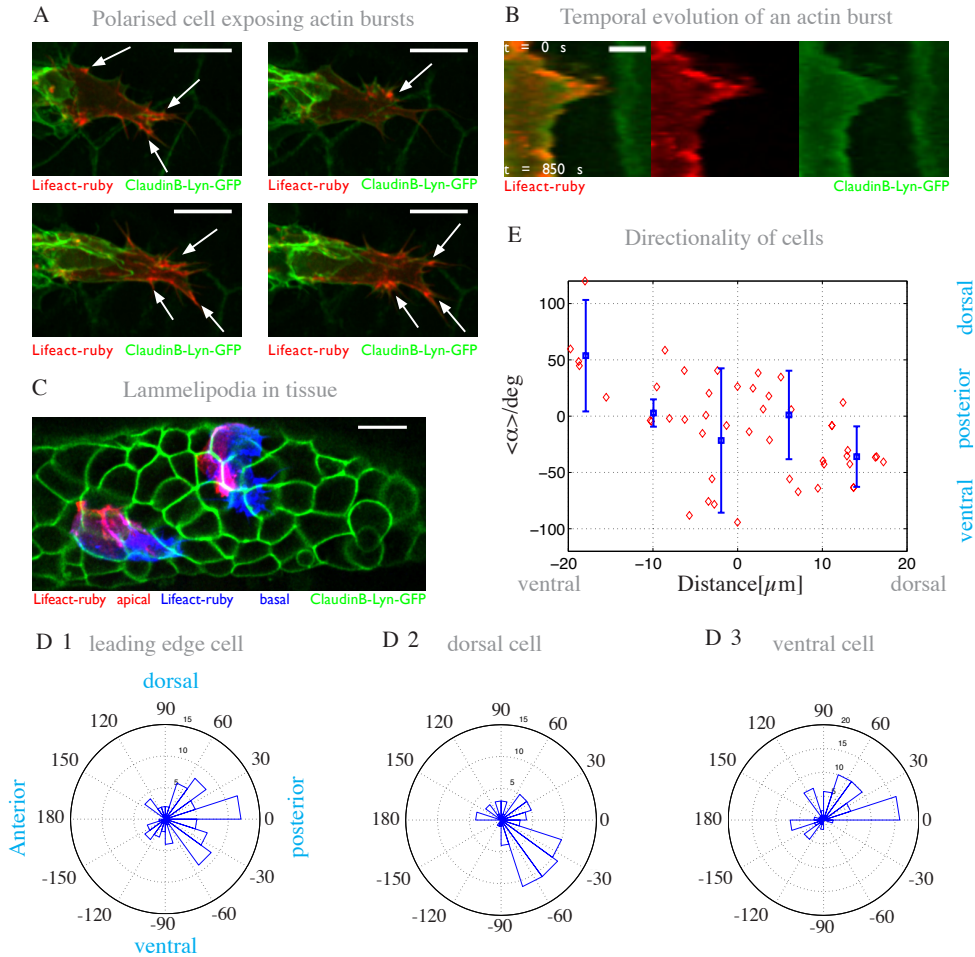 A Polarised cell exposing actin bursts
Lifeact-ruby ClaudinB-Lyn-GFP
Lifeact-ruby ClaudinB-Lyn-GFP
Lifeact-ruby ClaudinB-Lyn-GFP
Lifeact-ruby ClaudinB-Lyn-GFP
B Temporal evolution of an actin burst
t = 0 s
t = 850 s
Lifeact-ruby ClaudinB-Lyn-GFP
C Lammelipodia in tissue
Lifeact-ruby apical Lifeact-ruby basal ClaudinB-Lyn-GFP
E Directionality of cells
<α>/deg
100
50
0
−50
−100
−20 −10 0 10 20
ventral Distance[μm] dorsal
dorsal
posterior
ventral
D 1 leading edge cell
dorsal
90
120 60
15
150 30
10
5
180 0
Anterior
posterior
-150 -30
-120 -60
-90
ventral
D 2 dorsal cell
90
120 60
15
150 30
10
5
180 0
-150 -30
-120 -60
-90
D 3 ventral cell
90
120 60
20
15
150 30
10
5
180 0
-150 -30
-120 -60
-90